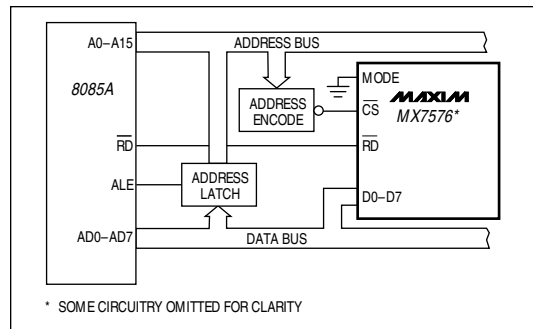 A0–A15
ADDRESS BUS
8085A
MODE
ADDRESS
ENCODE
MAXIM
MX7576*
CS
RD
RD
ALE
ADDRESS
LATCH
D0–D7
AD0–AD7
DATA BUS
* SOME CIRCUITRY OMITTED FOR CLARITY